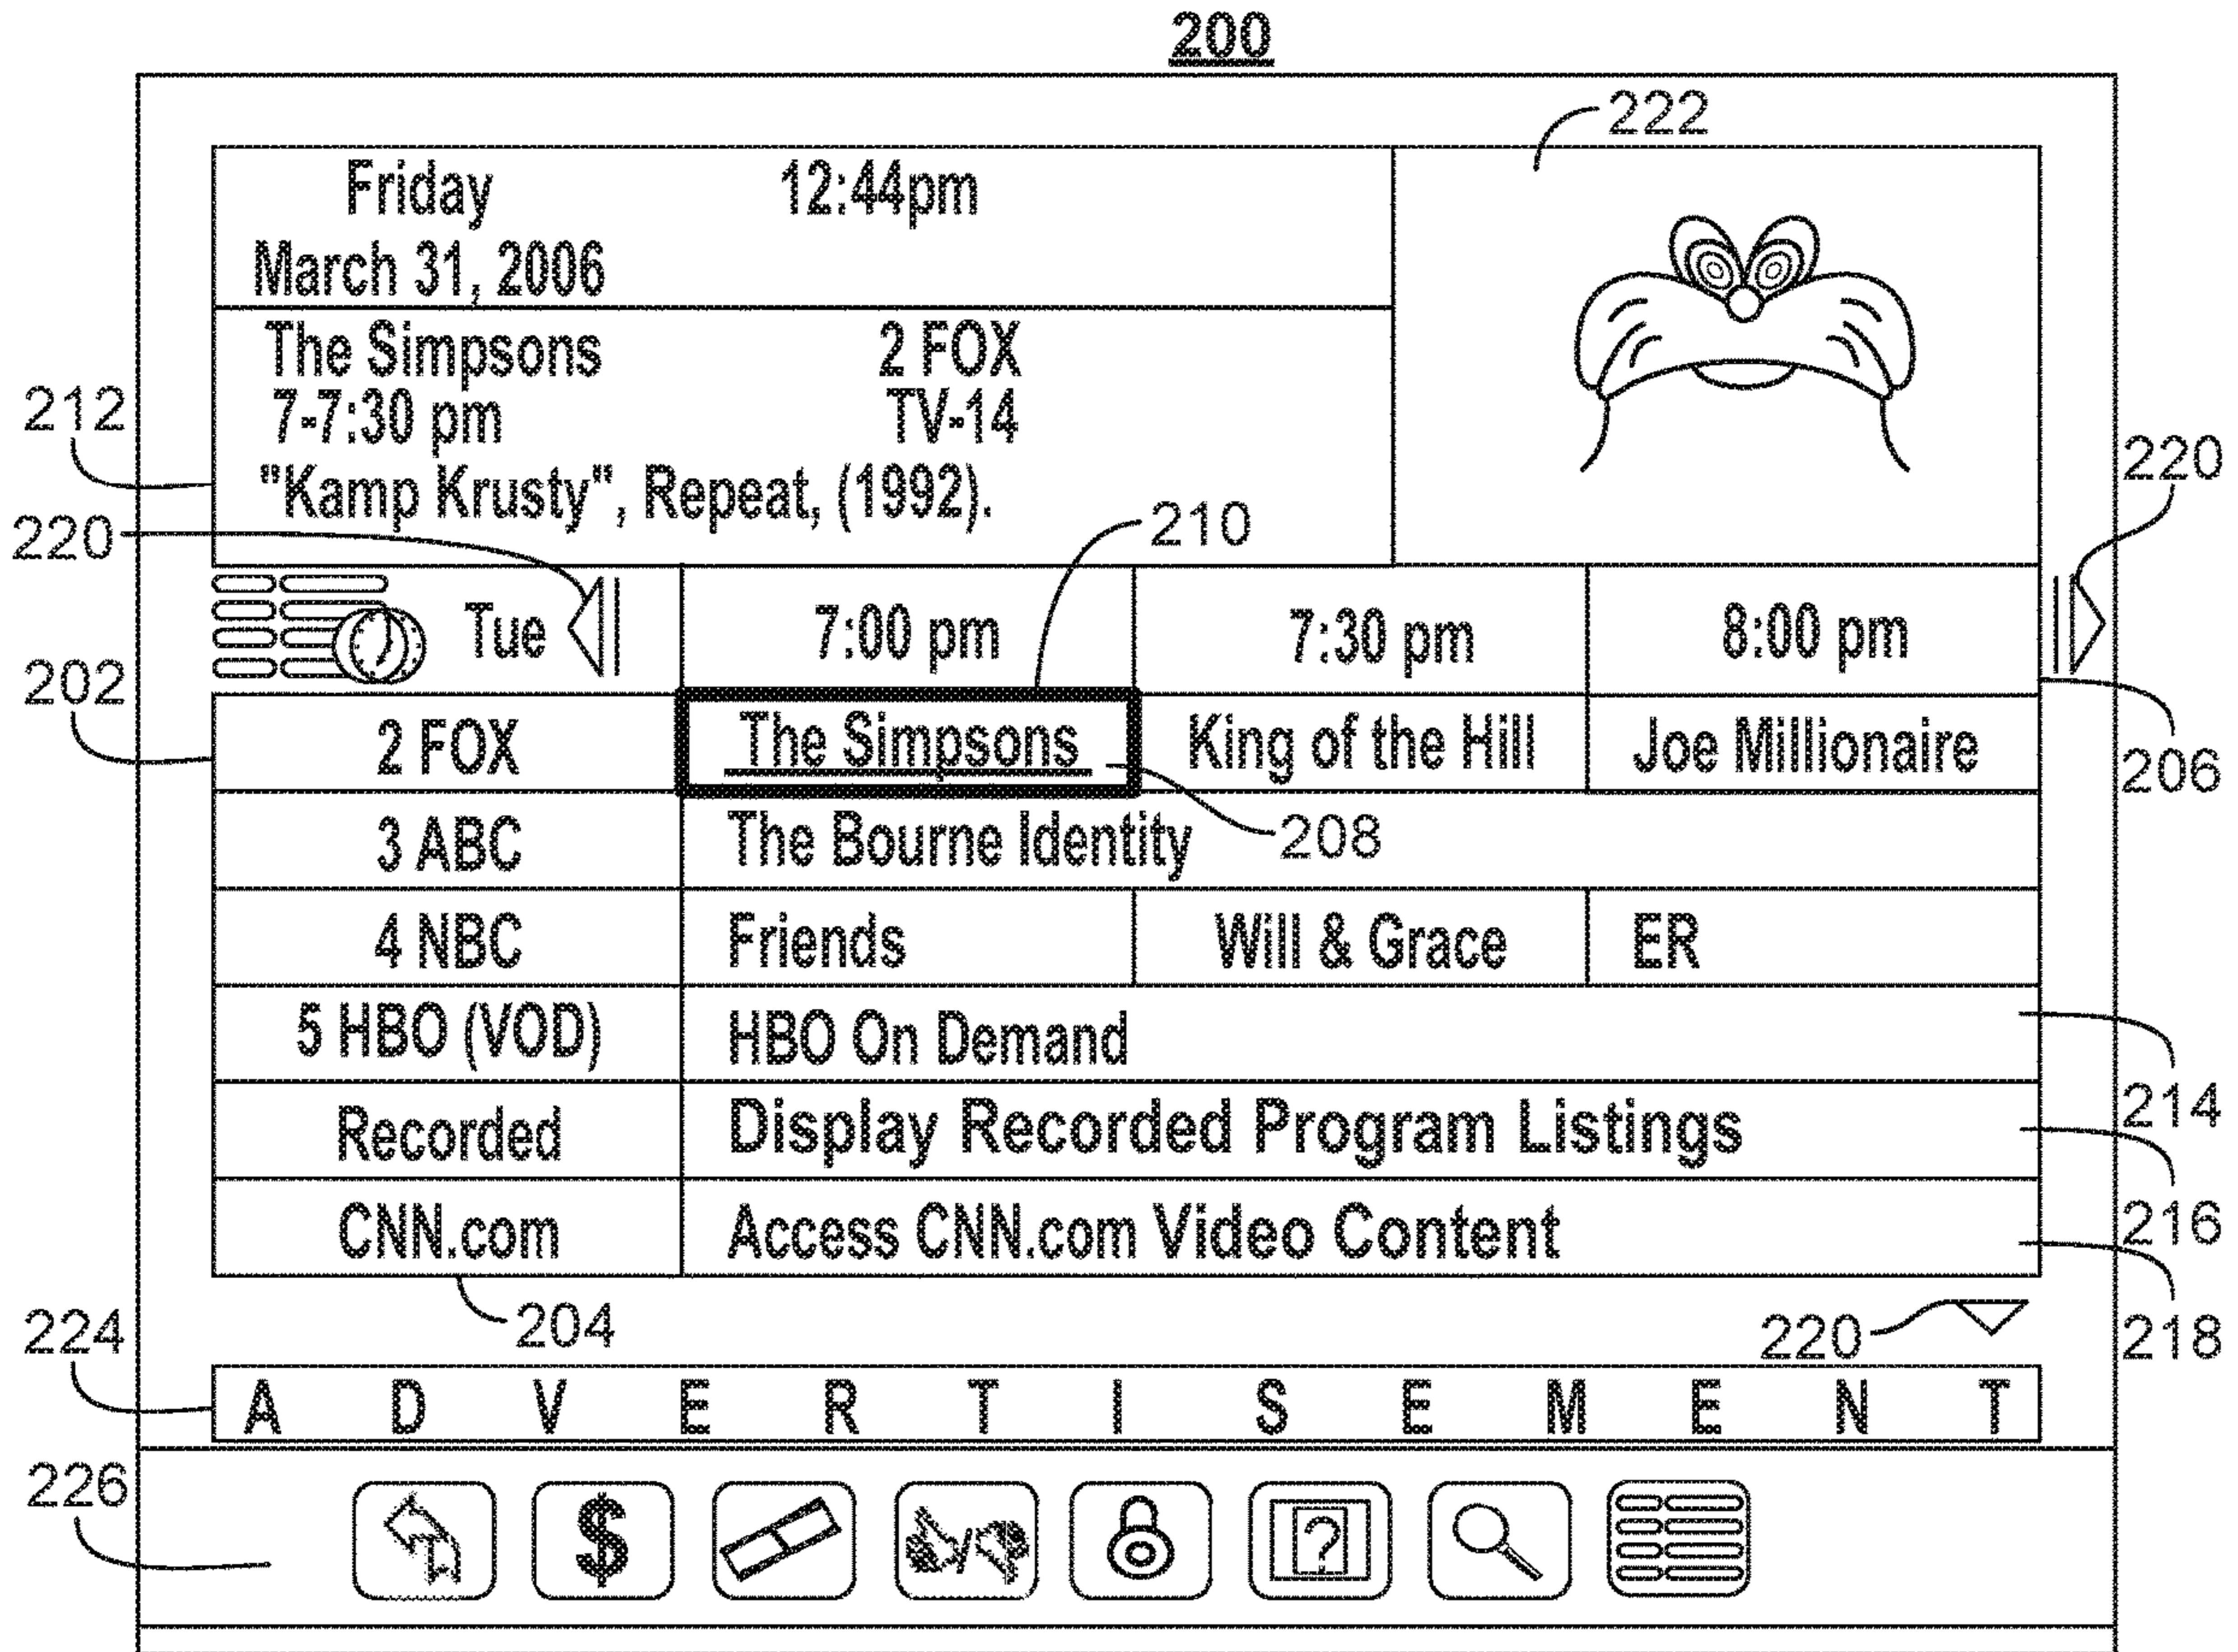 200
222
Friday 12:44pm
March 31, 2006
The Simpsons 2 FOX
212
7-7:30 pm TV-14
220
"Kamp Krusty", Repeat, (1992).
220
210
Tue 7:00 pm 7:30 pm 8:00 pm
202
2 FOX The Simpsons King of the Hill Joe Millionaire
206
3 ABC The Bourne Identity 208
4 NBC Friends Will & Grace ER
5 HBO (VOD) HBO On Demand
214
Recorded Display Recorded Program Listings
216
CNN.com Access CNN.com Video Content
204
220
218
224
A D V E R T I S E M E N T
226
$ / ?